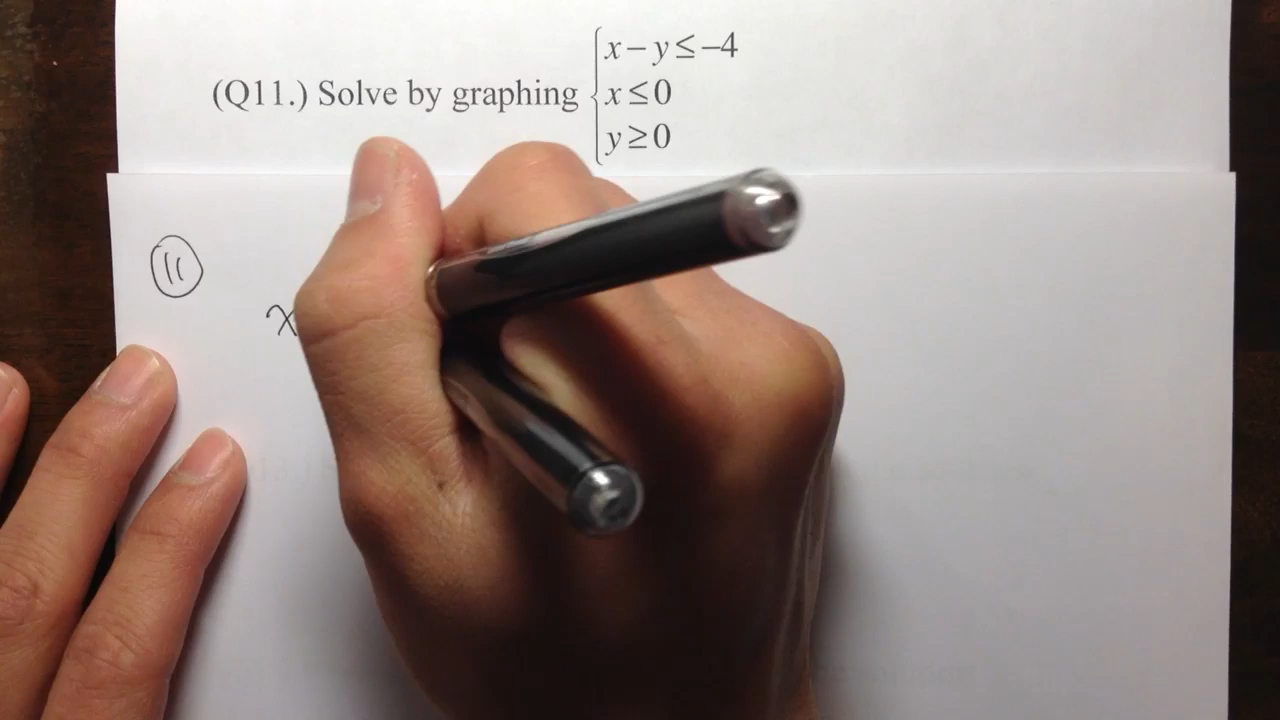 x − y ≤ −4
(Q11.) Solve by graphing { x ≤ 0
y ≥ 0
11
x